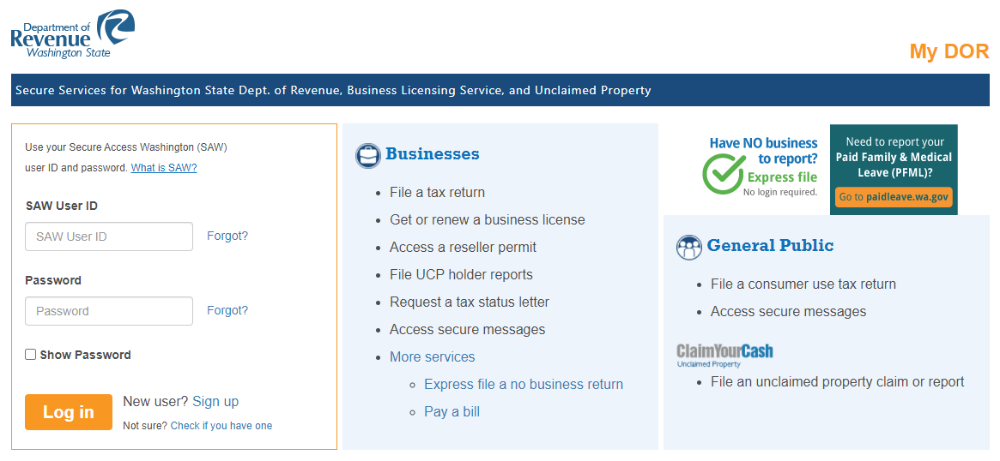 Department of
Revenue
Washington State
My DOR
Secure Services for Washington State Dept. of Revenue, Business Licensing Service, and Unclaimed Property
Use your Secure Access Washington (SAW)
user ID and password. What is SAW?
SAW User ID
SAW User ID
Forgot?
Password
Password
Forgot?
Show Password
Log in
New user? Sign up
Not sure? Check if you have one
Businesses
File a tax return
Get or renew a business license
Access a reseller permit
File UCP holder reports
Request a tax status letter
Access secure messages
More services
Express file a no business return
Pay a bill
Have NO business
to report?
Express file
No login required.
Need to report your
Paid Family & Medical
Leave (PFML)?
Go to paidleave.wa.gov
General Public
File a consumer use tax return
Access secure messages
ClaimYourCash
Unclaimed Property
File an unclaimed property claim or report